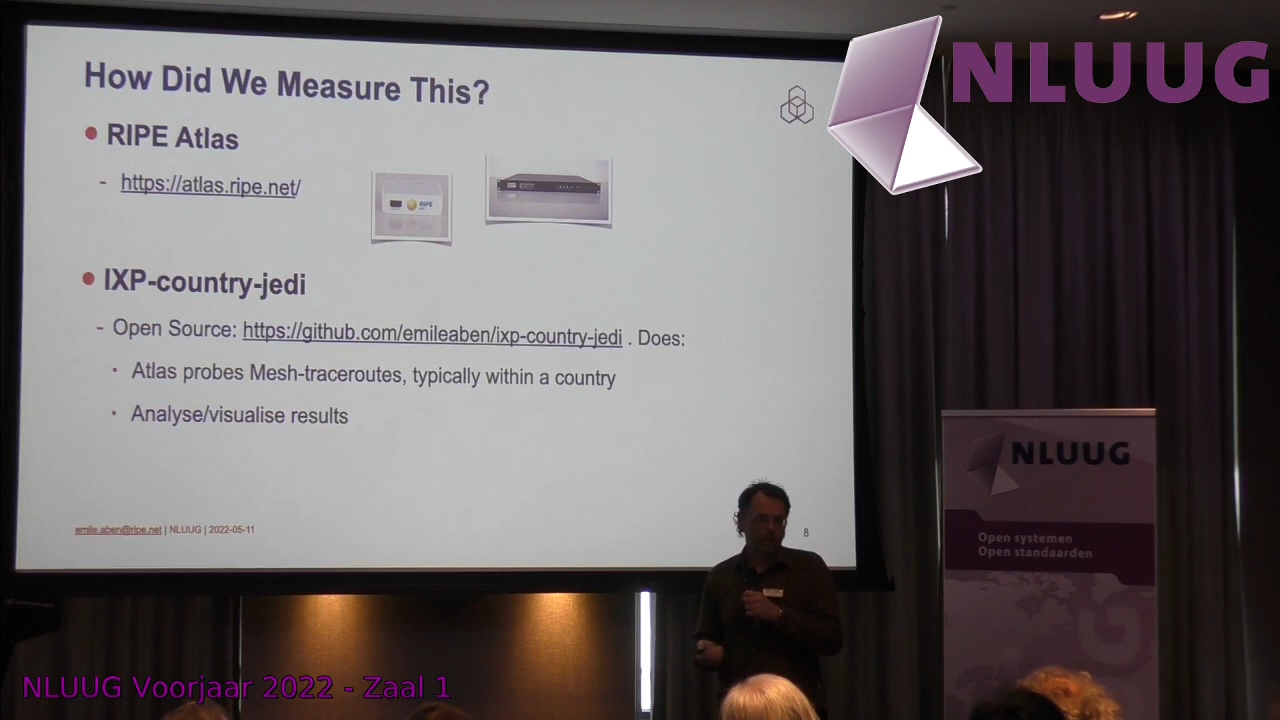 How Did We Measure This?
RIPE Atlas
- https://atlas.ripe.net/
RIPE
IXP-country-jedi
- Open Source: https://github.com/emileaben/ixp-country-jedi . Does:
Atlas probes Mesh-traceroutes, typically within a country
Analyse/visualise results
emile.aben@ripe.net | NLUUG | 2022-05-11
8
NLUUG
NLUUG
Open systemen
Open standaarden
NLUUG Voorjaar 2022 - Zaal 1